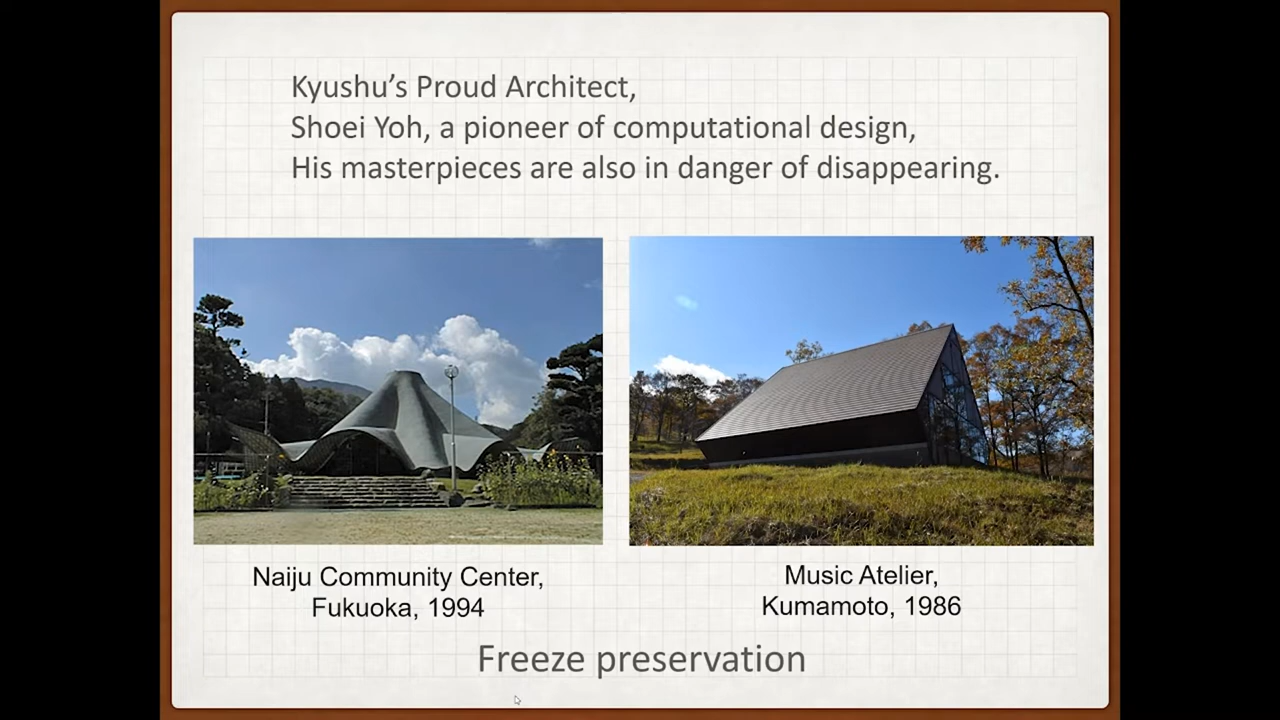 Kyushu’s Proud Architect,
Shoei Yoh, a pioneer of computational design,
His masterpieces are also in danger of disappearing.
Naiju Community Center,
Fukuoka, 1994
Music Atelier,
Kumamoto, 1986
Freeze preservation